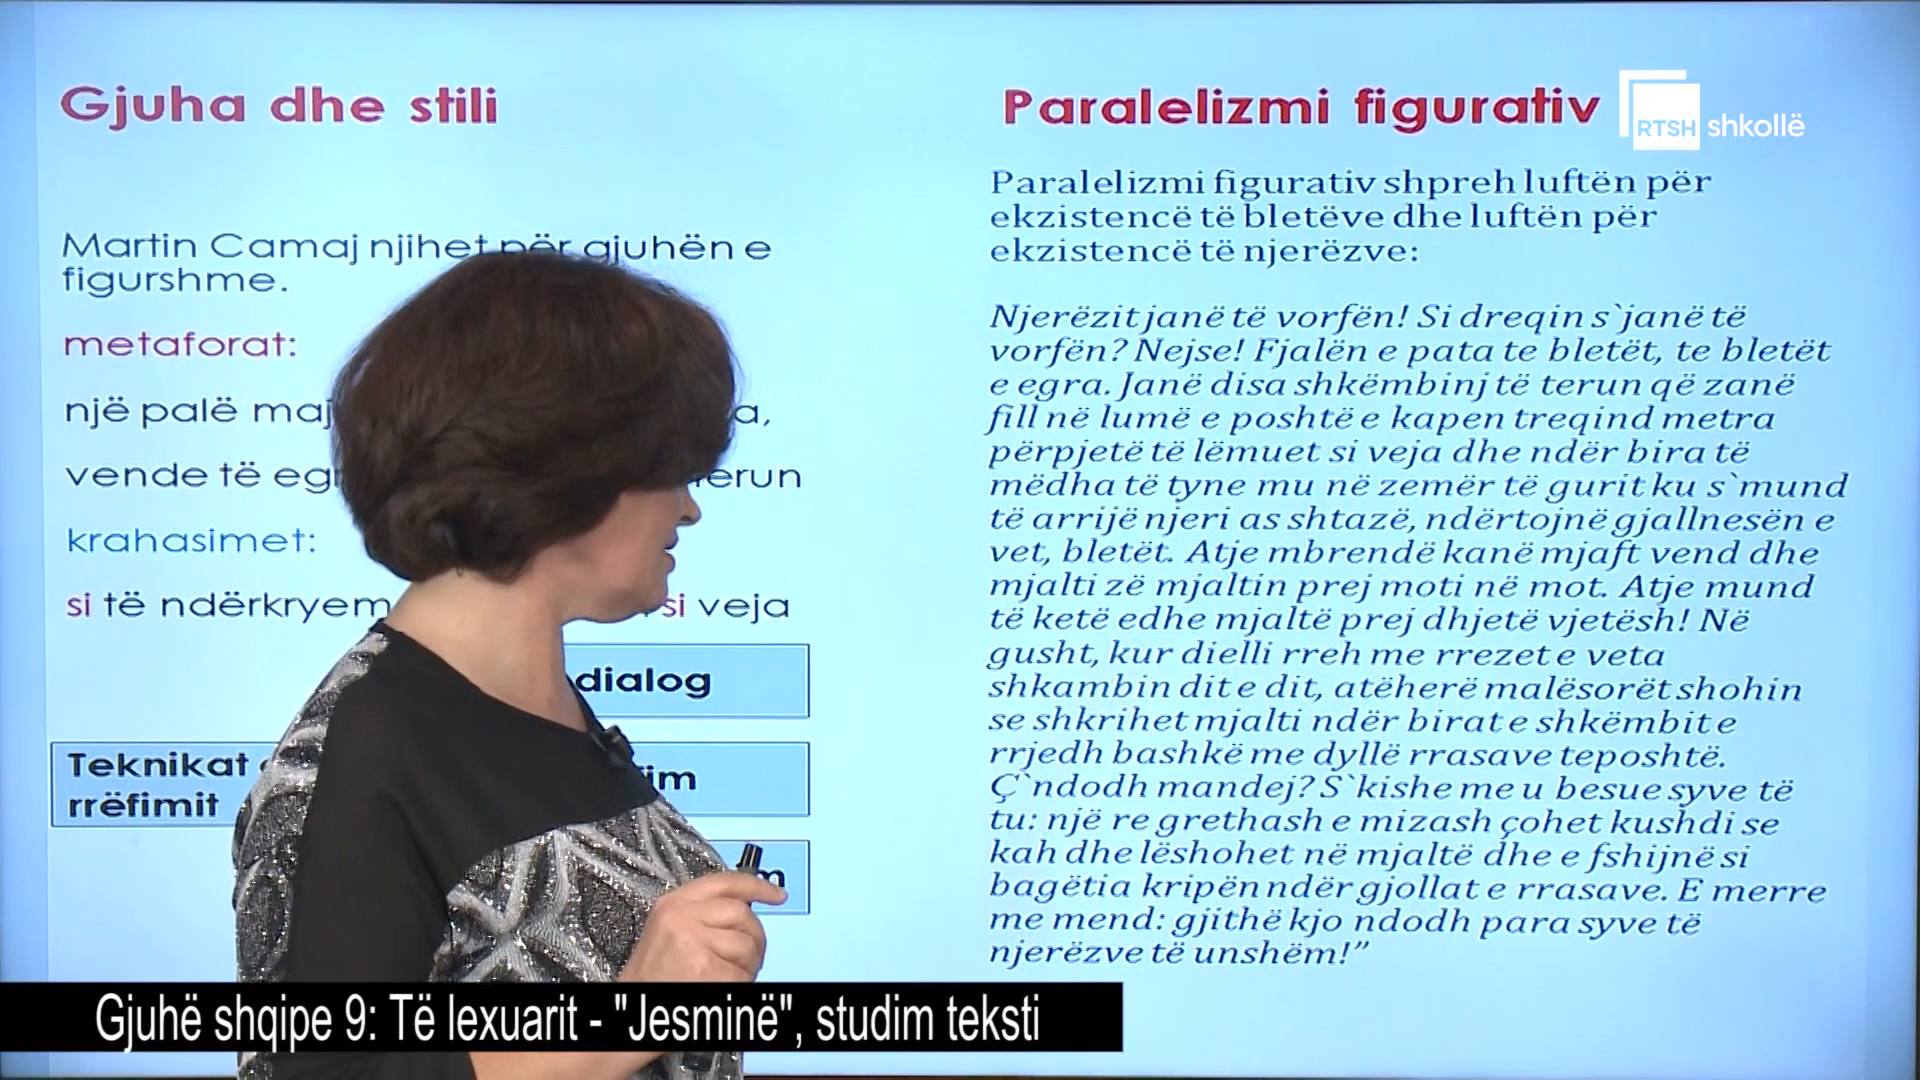 Gjuha dhe stili
Martin Camaj njihet për gjuhën e
figurshme.
metaforat:
një palë
vende të
krahasimet:
si të si veja
dialog
Teknikat
rrëfimit
Paralelizmi figurativ
RTSH shkollë
Paralelizmi figurativ shpreh luftën për
ekzistencë të bletëve dhe luftën për
ekzistencë të njerëzve:
Njerëzit janë të vorfën! Si dreqin s`janë të
vorfën? Nejse! Fjalën e pata te bletët, te bletët
e egra. Janë disa shkëmbinj të terun që zanë
fill në lumë e poshtë e kapen treqind metra
përpjetë të lëmuet si veja dhe ndër bira të
mëdha të tyne mu në zemër të gurit ku s`mund
të arrijë njeri as shtazë, ndërtojnë gjallnesën e
vet, bletët. Atje mbrendë kanë mjaft vend dhe
mjalti zë mjaltin prej moti në mot. Atje mund
të ketë edhe mjaltë prej dhjetë vjetësh! Në
gusht, kur dielli rreh me rrezet e veta
shkambin dit e dit, atëherë malësorët shohin
se shkrihet mjalti ndër birat e shkëmbit e
rrjedh bashkë me dyllë rrasave teposhtë.
Ç`ndodh mandej? S`kishe me u besue syve të
tu: një re grethash e mizash çohet kushdi se
kah dhe lëshohet në mjaltë dhe e fshijnë si
bagëtia kripën ndër gjollat e rrasave. E merre
me mend: gjithë kjo ndodh para syve të
njerëzve të unshëm!”
Gjuhë shqipe 9: Të lexuarit - "Jesminë", studim teksti